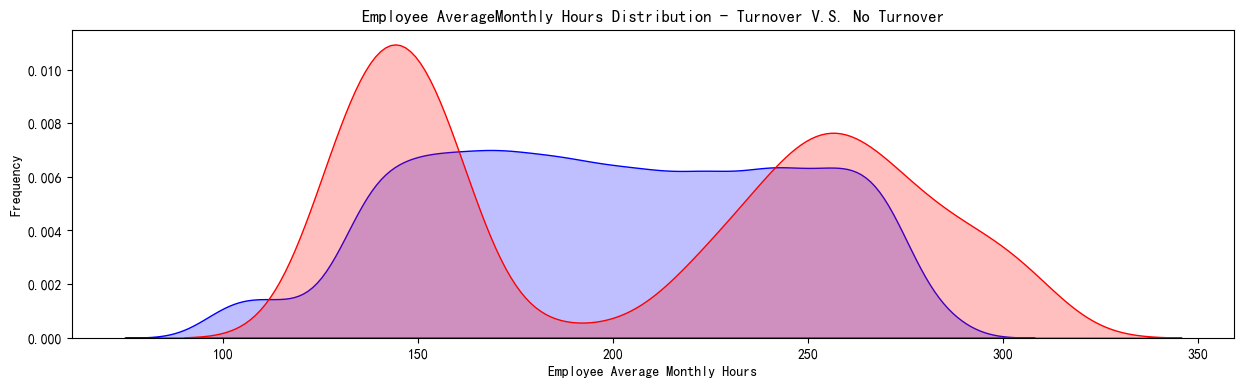 Employee AverageMonthly Hours Distribution - Turnover V.S. No Turnover
0.010
0.008
0.006
0.004
0.002
0.000
Frequency
100 150 200 250 300 350
Employee Average Monthly Hours